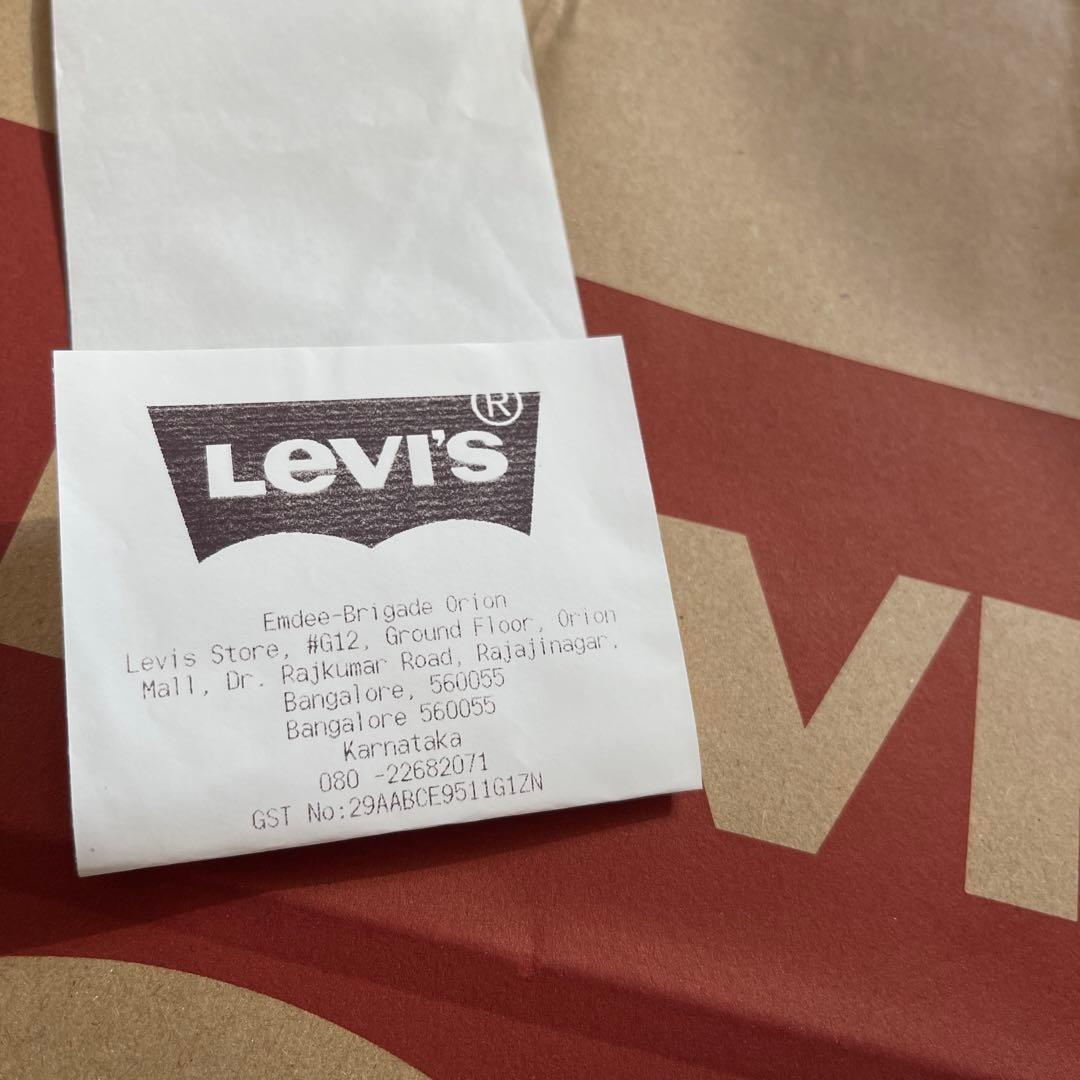 LEVI'S®
Emdee-Brigade Orion
Levis Store, #G12, Ground Floor, Orion
Mall, Dr. Rajkumar Road, Rajajinagar,
Bangalore, 560055
Bangalore 560055
Karnataka
080 -22682071
GST No:29AABCE9511G1ZN
VI